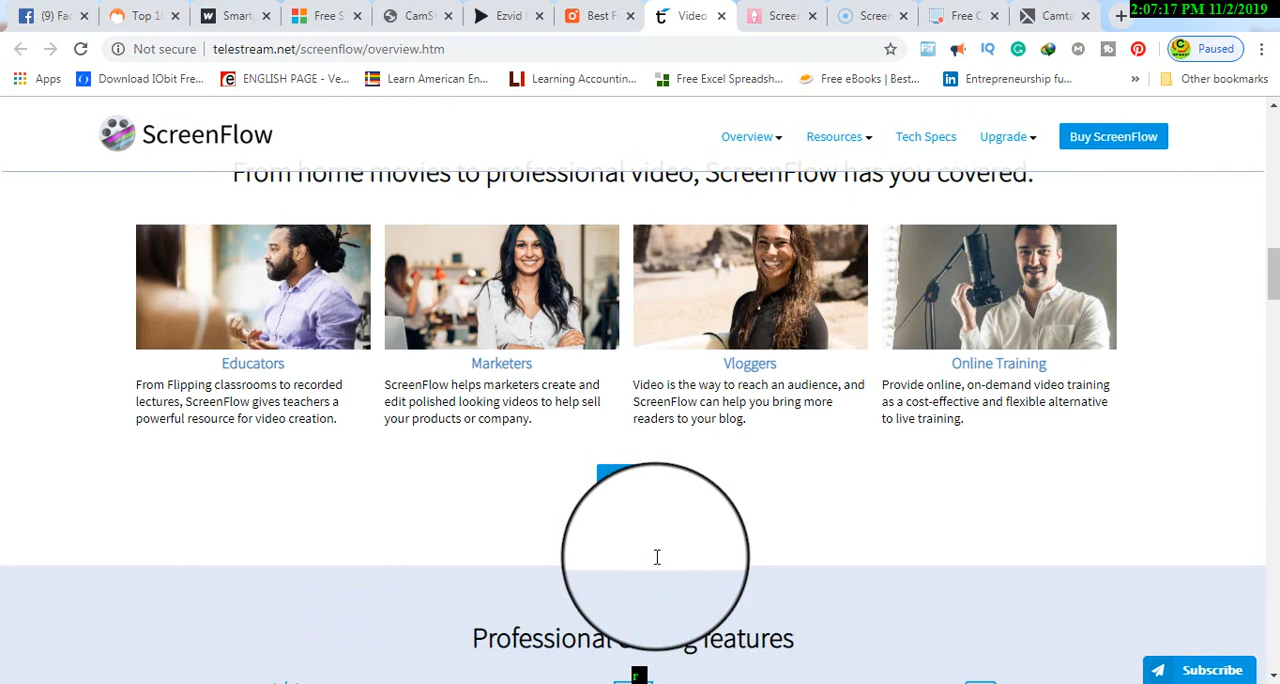 (9) Fa
Top 1
Smart
Free S
CamSt
Ezvid
Best F
Video
Scree
Scree
Free C
Camta
2:07:17 PM 11/2/2019
Not secure | telestream.net/screenflow/overview.htm
Paused
Apps
Download IObit Fre...
ENGLISH PAGE - Ve...
Learn American En...
Learning Accountin...
Free Excel Spreadsh...
Free eBooks | Best...
Entrepreneurship fu...
» Other bookmarks
ScreenFlow
Overview
Resources
Tech Specs
Upgrade
Buy ScreenFlow
From home movies to professional video, ScreenFlow has you covered.
Educators
From Flipping classrooms to recorded
lectures, ScreenFlow gives teachers a
powerful resource for video creation.
Marketers
ScreenFlow helps marketers create and
edit polished looking videos to help sell
your products or company.
Vloggers
Video is the way to reach an audience, and
ScreenFlow can help you bring more
readers to your blog.
Online Training
Provide online, on-demand video training
as a cost-effective and flexible alternative
to live training.
Professional features
r
Subscribe